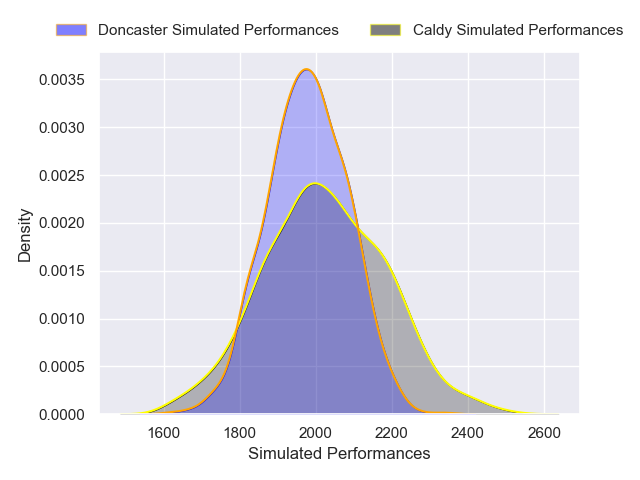 Doncaster Simulated Performances
Caldy Simulated Performances
0.0035
0.0030
0.0025
0.0020
0.0015
0.0010
0.0005
0.0000
Density
1600 1800 2000 2200 2400 2600
Simulated Performances